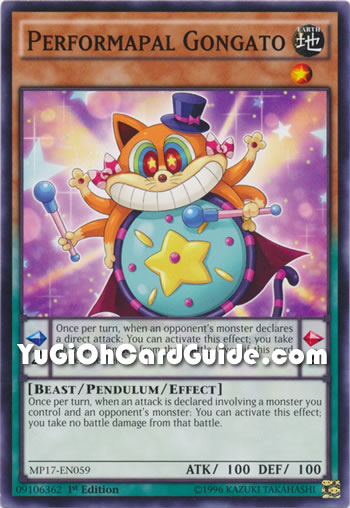 PERFORMAPAL GONGATO
EARTH
地
Once per turn, when an opponent's monster declares
a direct attack: You can activate this effect; you take
this card
YuGiOhCardGuide.com
[BEAST/PENDULUM/EFFECT]
Once per turn, when an attack is declared involving a monster you
control and an opponent's monster: You can activate this effect;
you take no battle damage from that battle.
MP17-EN059
ATK/ 100 DEF/ 100
09106362 1st Edition
©1996 KAZUKI TAKAHASHI